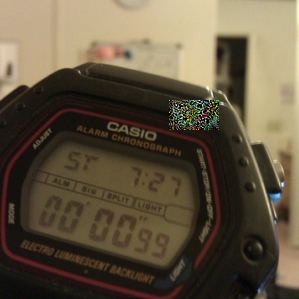 CASIO
ALARM CHRONOGRAPH
ADJUST
ST 7:27
ALM SIG SPLIT LIGHT
00'00"99
MODE
LIGHT
ELECTRO LUMINESCENT BACKLIGHT